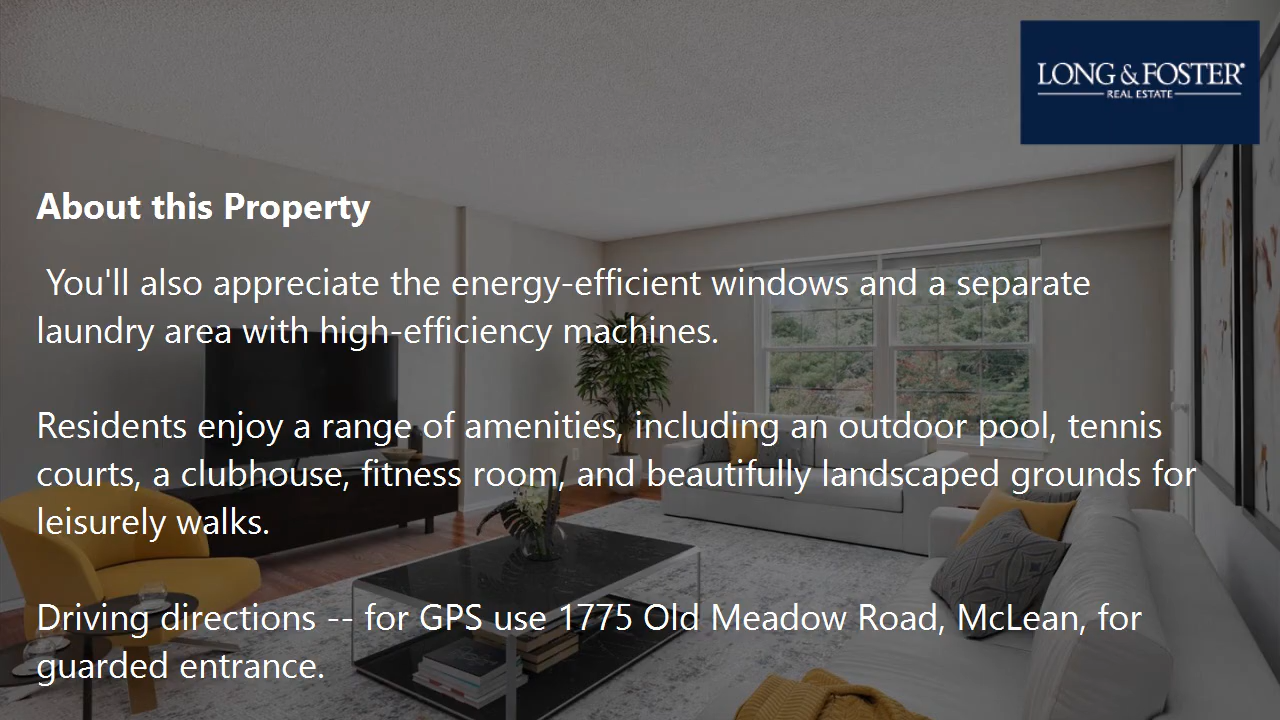 LONG & FOSTER®
REAL ESTATE
About this Property
You'll also appreciate the energy-efficient windows and a separate
laundry area with high-efficiency machines.
Residents enjoy a range of amenities, including an outdoor pool, tennis
courts, a clubhouse, fitness room, and beautifully landscaped grounds for
leisurely walks.
Driving directions -- for GPS use 1775 Old Meadow Road, McLean, for
guarded entrance.